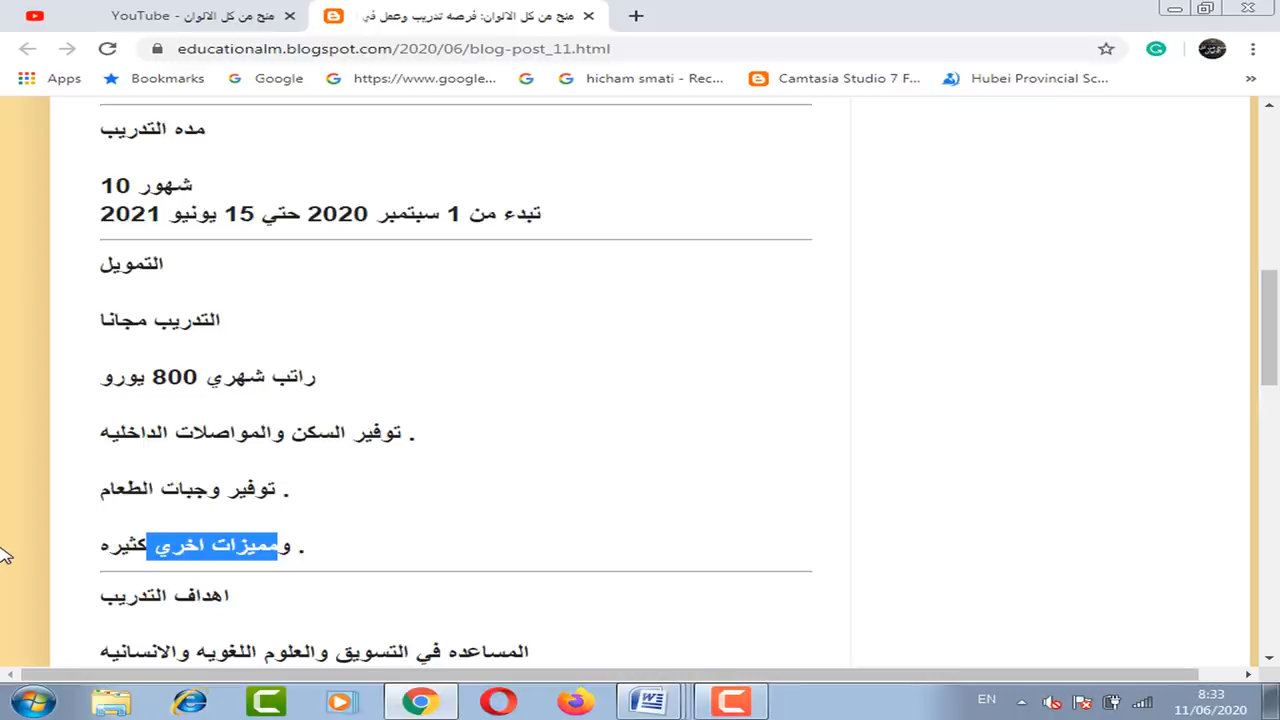 منح من كل الالوان - YouTube
منح من كل الالوان: فرصه تدريب وعمل في
educationalm.blogspot.com/2020/06/blog-post_11.html
Apps
Bookmarks
Google
https://www.google...
hicham smati - Rec...
Camtasia Studio 7 F...
Hubei Provincial Sc...
»
مده التدريب
شهور 10
تبدء من 1 سبتمبر 2020 حتي 15 يونيو 2021
التمويل
التدريب مجانا
راتب شهري 800 يورو
. توفير السكن والمواصلات الداخليه
. توفير وجبات الطعام
. ومميزات اخري كثيره
اهداف التدريب
المساعده في التسويق والعلوم اللغويه والانسانيه
EN
8:33
11/06/2020